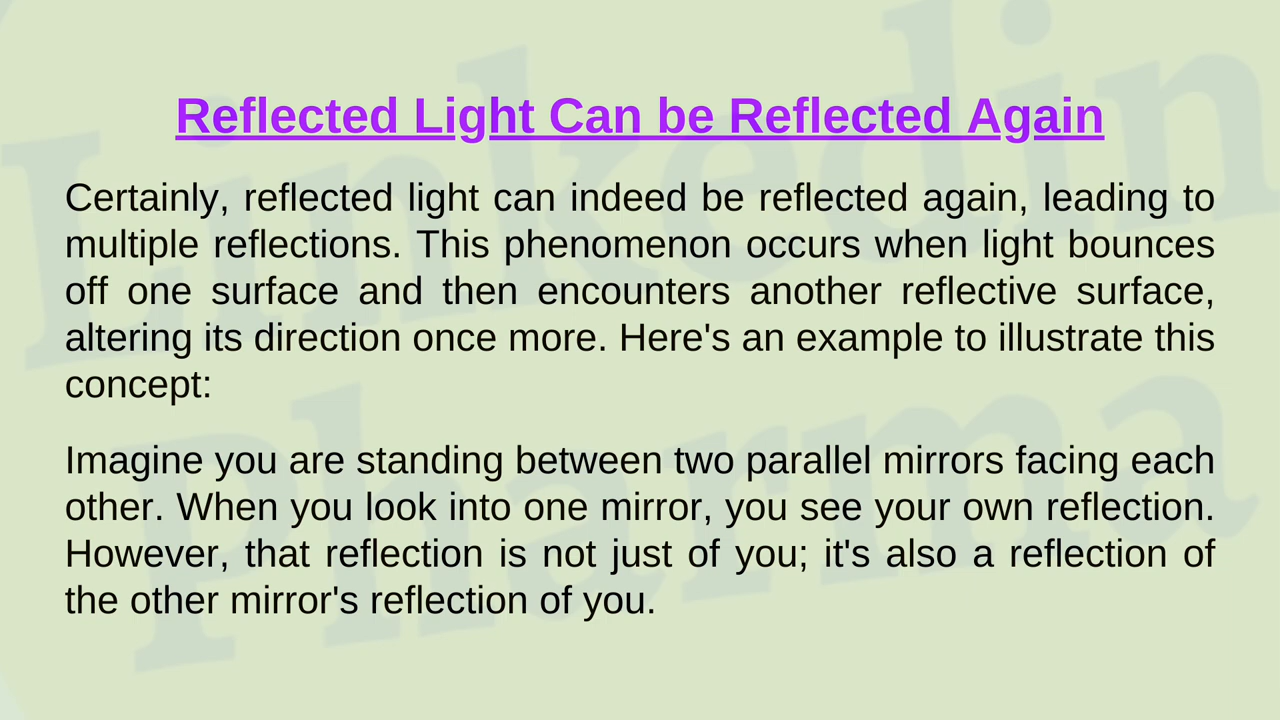 Reflected Light Can be Reflected Again
Certainly, reflected light can indeed be reflected again, leading to
multiple reflections. This phenomenon occurs when light bounces
off one surface and then encounters another reflective surface,
altering its direction once more. Here's an example to illustrate this
concept:
Imagine you are standing between two parallel mirrors facing each
other. When you look into one mirror, you see your own reflection.
However, that reflection is not just of you; it's also a reflection of
the other mirror's reflection of you.
Linkedin
Pharma